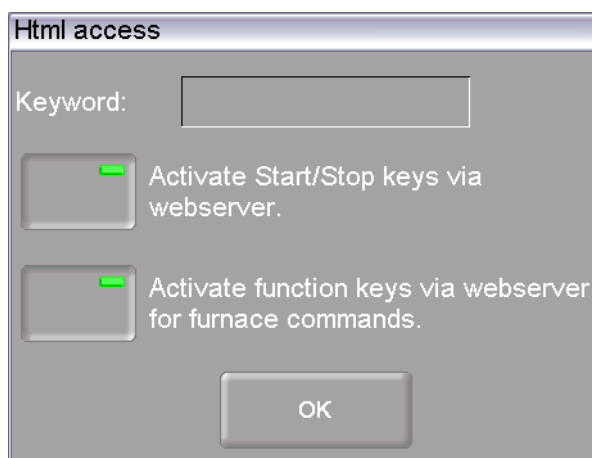 Html access
Keyword:
Activate Start/Stop keys via
webserver.
Activate function keys via webserver
for furnace commands.
OK